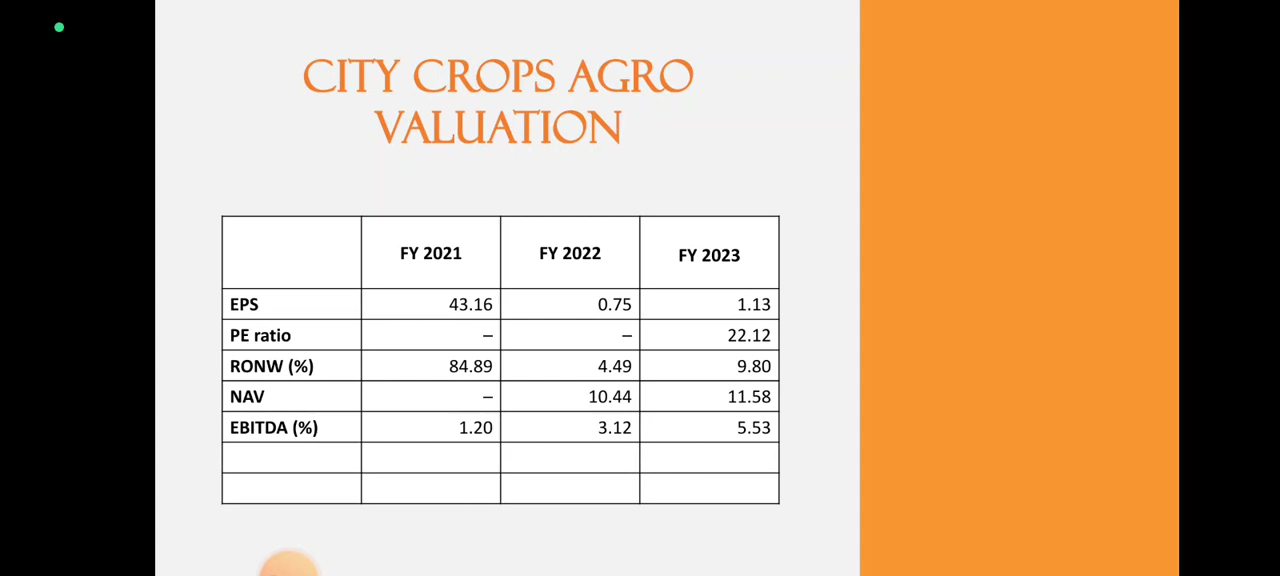 CITY CROPS AGRO
VALUATION
FY 2021 FY 2022 FY 2023
EPS 43.16 0.75 1.13
PE ratio – – 22.12
RONW (%) 84.89 4.49 9.80
NAV – 10.44 11.58
EBITDA (%) 1.20 3.12 5.53